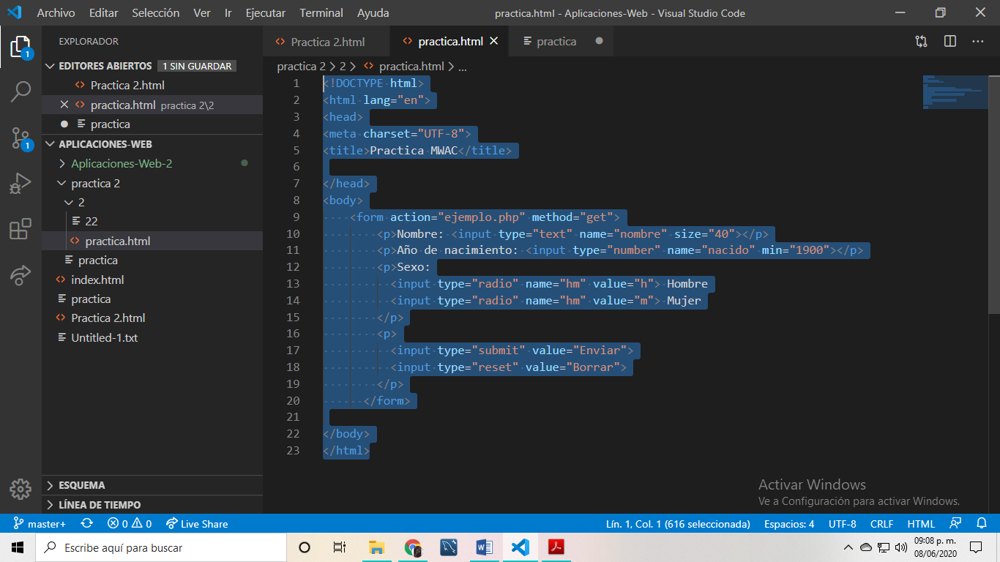 Archivo Editar Selección Ver Ir Ejecutar Terminal Ayuda practica.html - Aplicaciones-Web - Visual Studio Code
EXPLORADOR
EDITORES ABIERTOS 1 SIN GUARDAR
Practica 2.html
practica.html practica 2\2
practica
APLICACIONES-WEB
Aplicaciones-Web-2
practica 2
2
22
practica.html
practica
index.html
practica
Practica 2.html
Untitled-1.txt
ESQUEMA
LÍNEA DE TIEMPO
1
1
Practica 2.html practica.html practica
practica 2 > 2 > practica.html > ...
1 <!DOCTYPE html>
2 <html lang="en">
3 <head>
4 <meta charset="UTF-8">
5 <title>Practica MWAC</title>
6
7 </head>
8 <body>
9     <form action="ejemplo.php" method="get">
10         <p>Nombre: <input type="text" name="nombre" size="40"></p>
11         <p>Año de nacimiento: <input type="number" name="nacido" min="1900"></p>
12         <p>Sexo:
13           <input type="radio" name="hm" value="h"> Hombre
14           <input type="radio" name="hm" value="m"> Mujer
15         </p>
16         <p>
17           <input type="submit" value="Enviar">
18           <input type="reset" value="Borrar">
19         </p>
20       </form>
21
22 </body>
23 </html>
Activar Windows
Ve a Configuración para activar Windows.
master+ 0 0 Live Share Lín. 1, Col. 1 (616 seleccionada) Espacios: 4 UTF-8 CRLF HTML
Escribe aquí para buscar
09:08 p. m.
08/06/2020